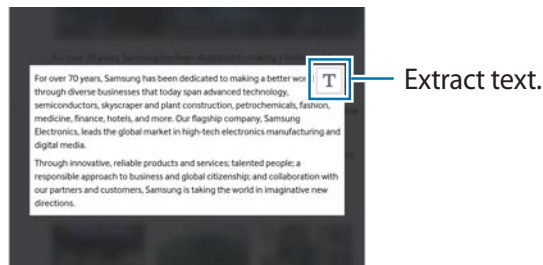 For over 70 years, Samsung has been dedicated to making a better
T
Extract text.
through diverse businesses that today span advanced technology,
semiconductors, skyscraper and plant construction, petrochemicals, fashion,
medicine, finance, hotels, and more. Our flagship company, Samsung
Electronics, leads the global market in high-tech electronics manufacturing and
digital media.
Through innovative, reliable products and services; talented people; a
responsible approach to business and global citizenship; and collaboration with
our partners and customers, Samsung is taking the world in imaginative new
directions.